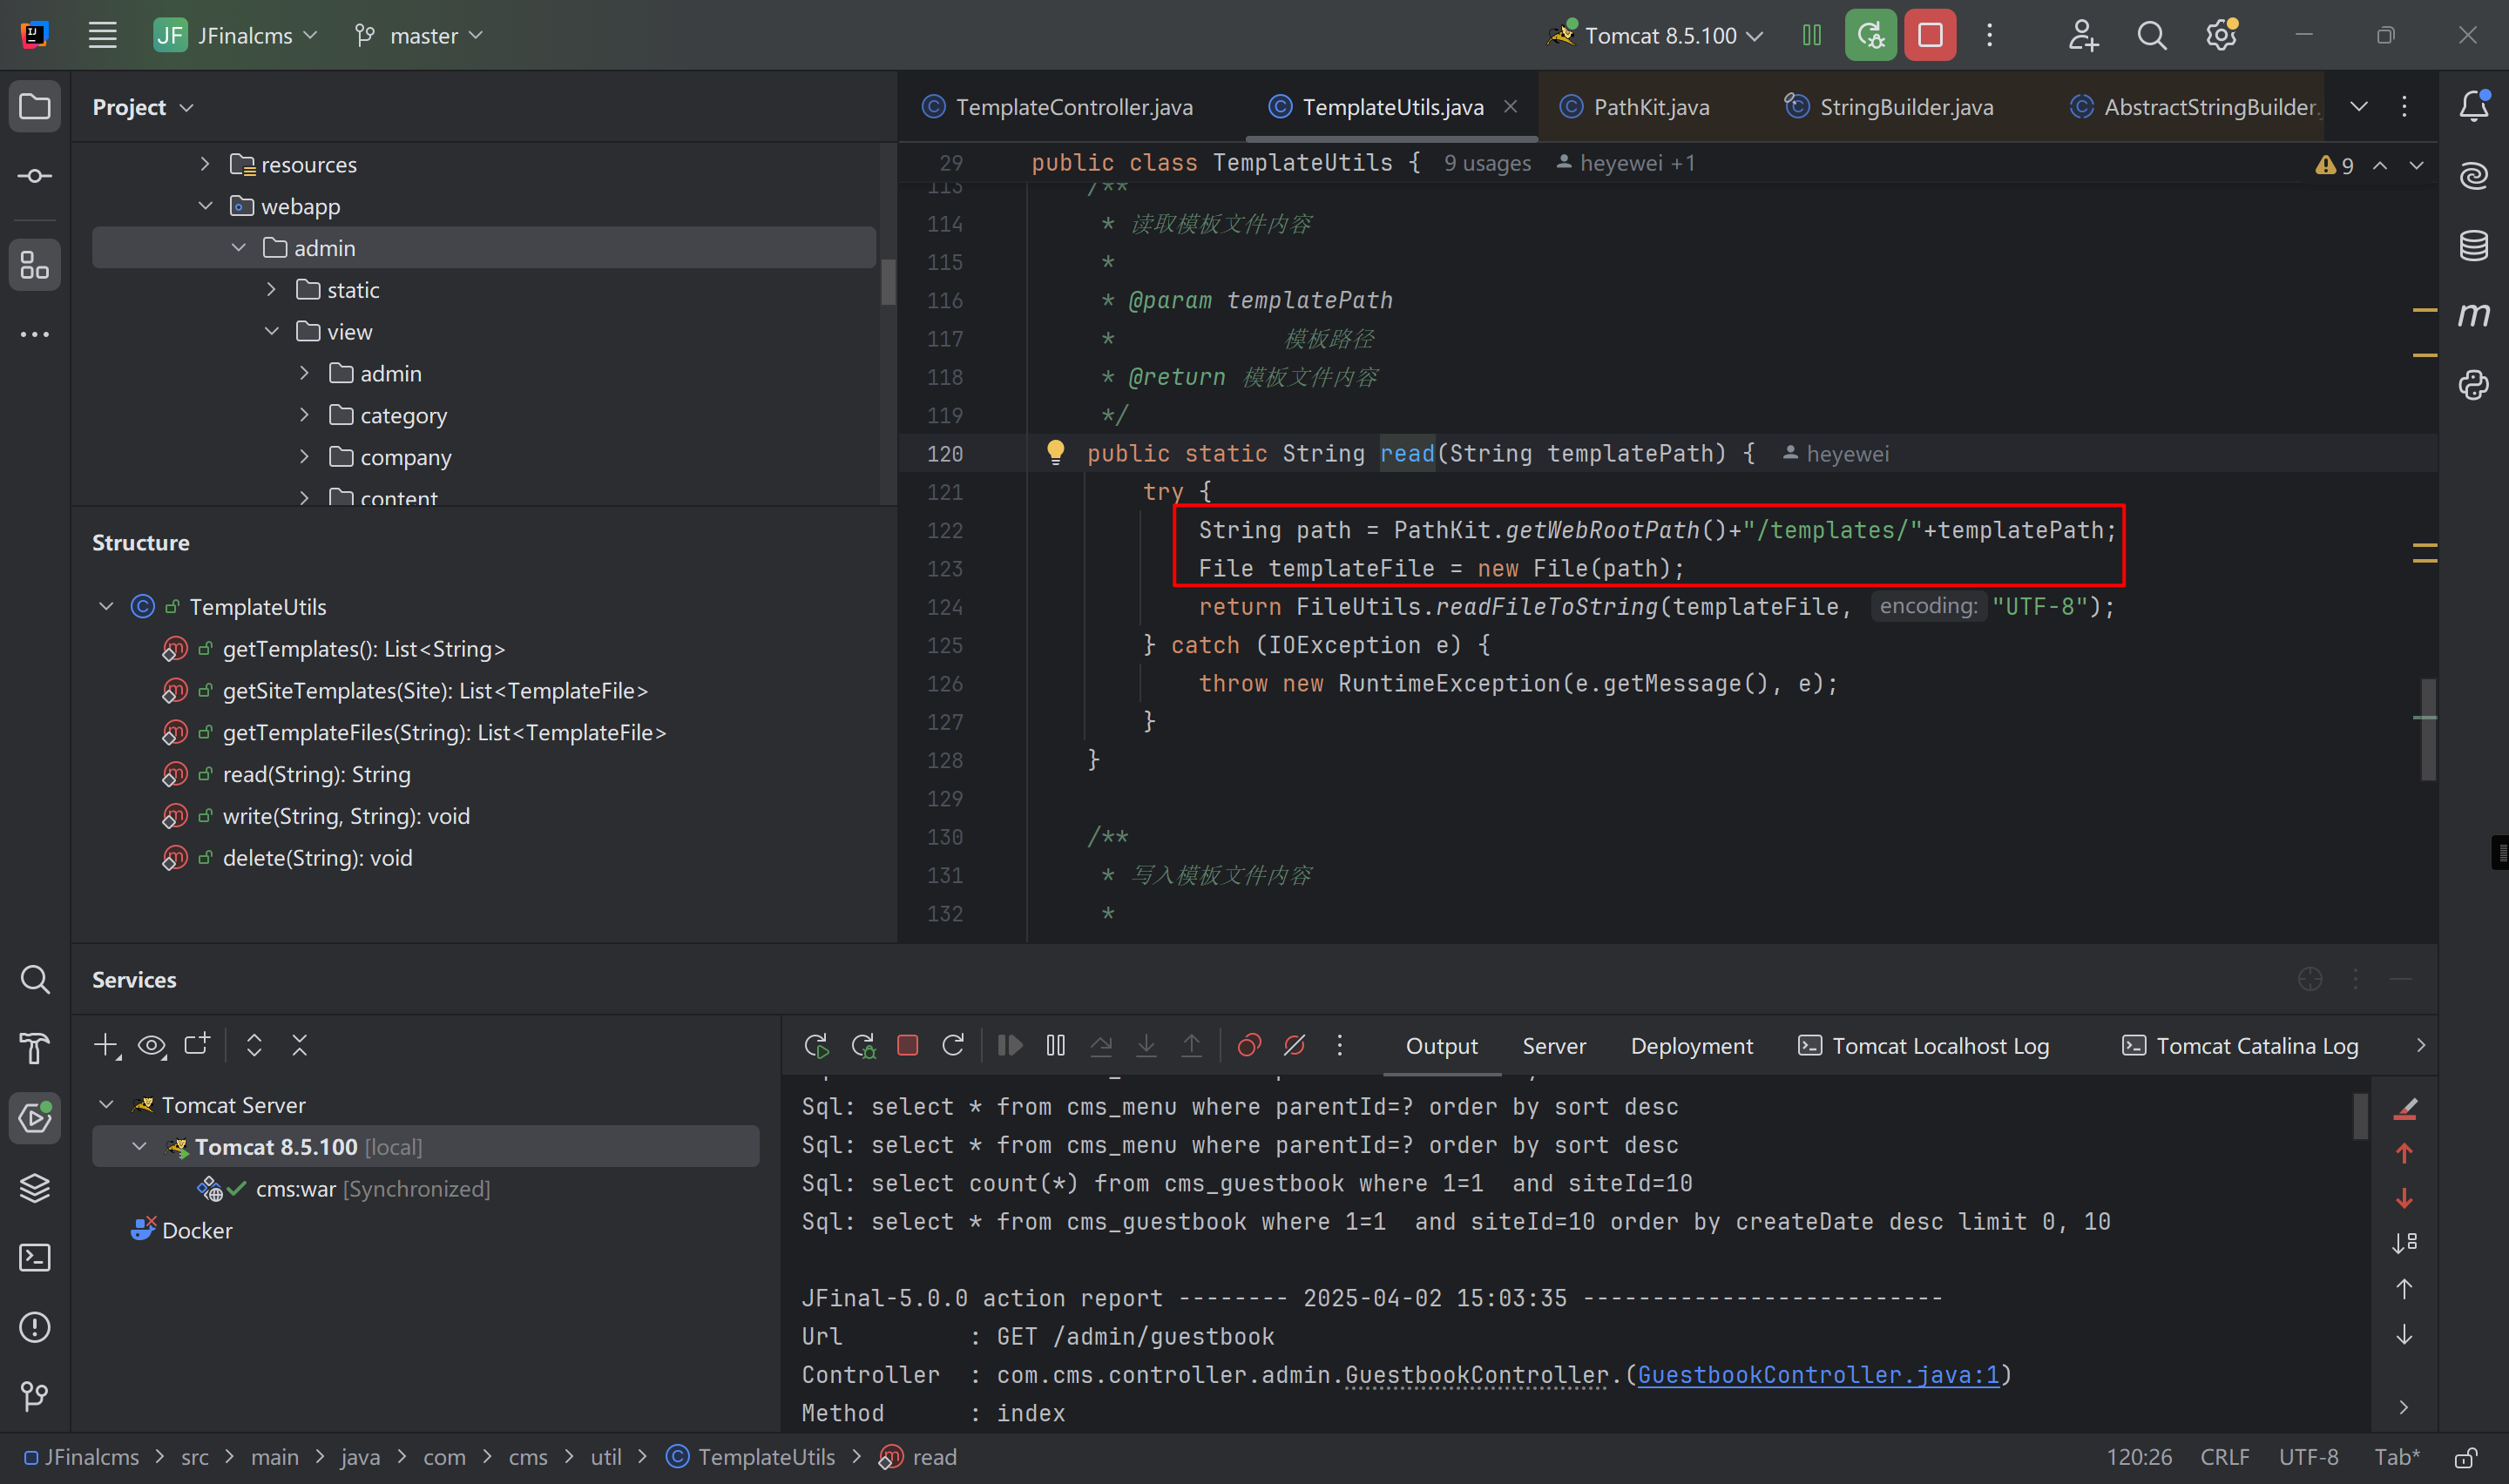 JF JFinalcms master Tomcat 8.5.100
Project
resources
webapp
admin
static
view
admin
category
company
content
Structure
TemplateUtils
getTemplates(): List<String>
getSiteTemplates(Site): List<TemplateFile>
getTemplateFiles(String): List<TemplateFile>
read(String): String
write(String, String): void
delete(String): void
TemplateController.java TemplateUtils.java PathKit.java StringBuilder.java AbstractStringBuilder.
29 public class TemplateUtils { 9 usages heyewei +1 9
113 /**
114 * 读取模板文件内容
115 *
116 * @param templatePath
117 * 模板路径
118 * @return 模板文件内容
119 */
120 public static String read(String templatePath) { heyewei
121 try {
122 String path = PathKit.getWebRootPath()+"/templates/"+templatePath;
123 File templateFile = new File(path);
124 return FileUtils.readFileToString(templateFile, encoding: "UTF-8");
125 } catch (IOException e) {
126 throw new RuntimeException(e.getMessage(), e);
127 }
128 }
129
130 /**
131 * 写入模板文件内容
132 *
Services
Tomcat Server
Tomcat 8.5.100 [local]
cms:war [Synchronized]
Docker
Output Server Deployment Tomcat Localhost Log Tomcat Catalina Log
Sql: select * from cms_menu where parentId=? order by sort desc
Sql: select * from cms_menu where parentId=? order by sort desc
Sql: select count(*) from cms_guestbook where 1=1  and siteId=10
Sql: select * from cms_guestbook where 1=1  and siteId=10 order by createDate desc limit 0, 10
JFinal-5.0.0 action report -------- 2025-04-02 15:03:35 --------------------------
Url : GET /admin/guestbook
Controller : com.cms.controller.admin.GuestbookController.(GuestbookController.java:1)
Method : index
JFinalcms > src > main > java > com > cms > util > TemplateUtils > read 120:26 CRLF UTF-8 Tab*